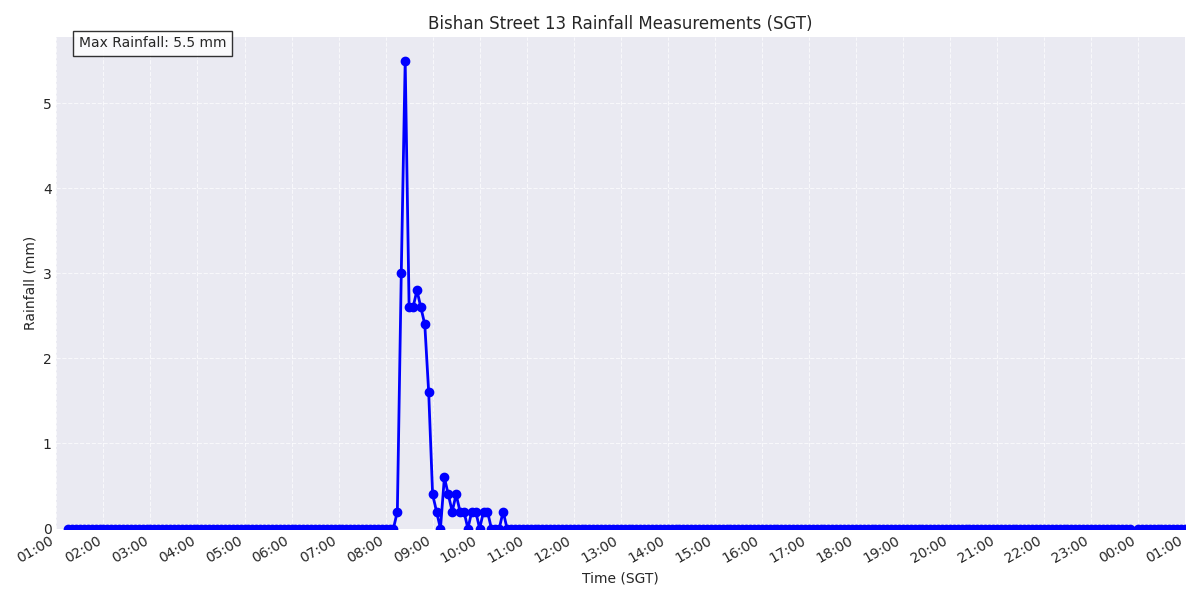 Bishan Street 13 Rainfall Measurements (SGT)
Max Rainfall: 5.5 mm
Rainfall (mm)
5
4
3
2
1
0
01:00 02:00 03:00 04:00 05:00 06:00 07:00 08:00 09:00 10:00 11:00 12:00 13:00 14:00 15:00 16:00 17:00 18:00 19:00 20:00 21:00 22:00 23:00 00:00 01:00
Time (SGT)